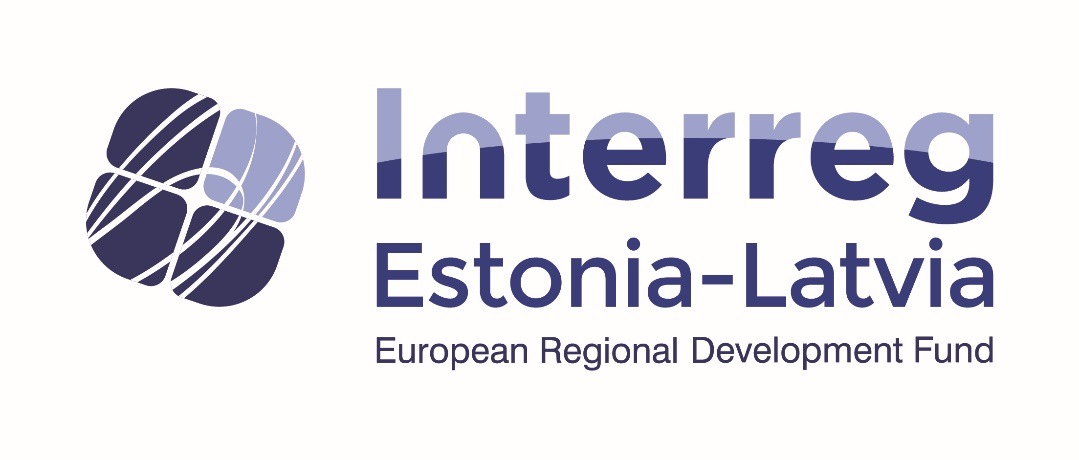 Interreg
Estonia-Latvia
European Regional Development Fund